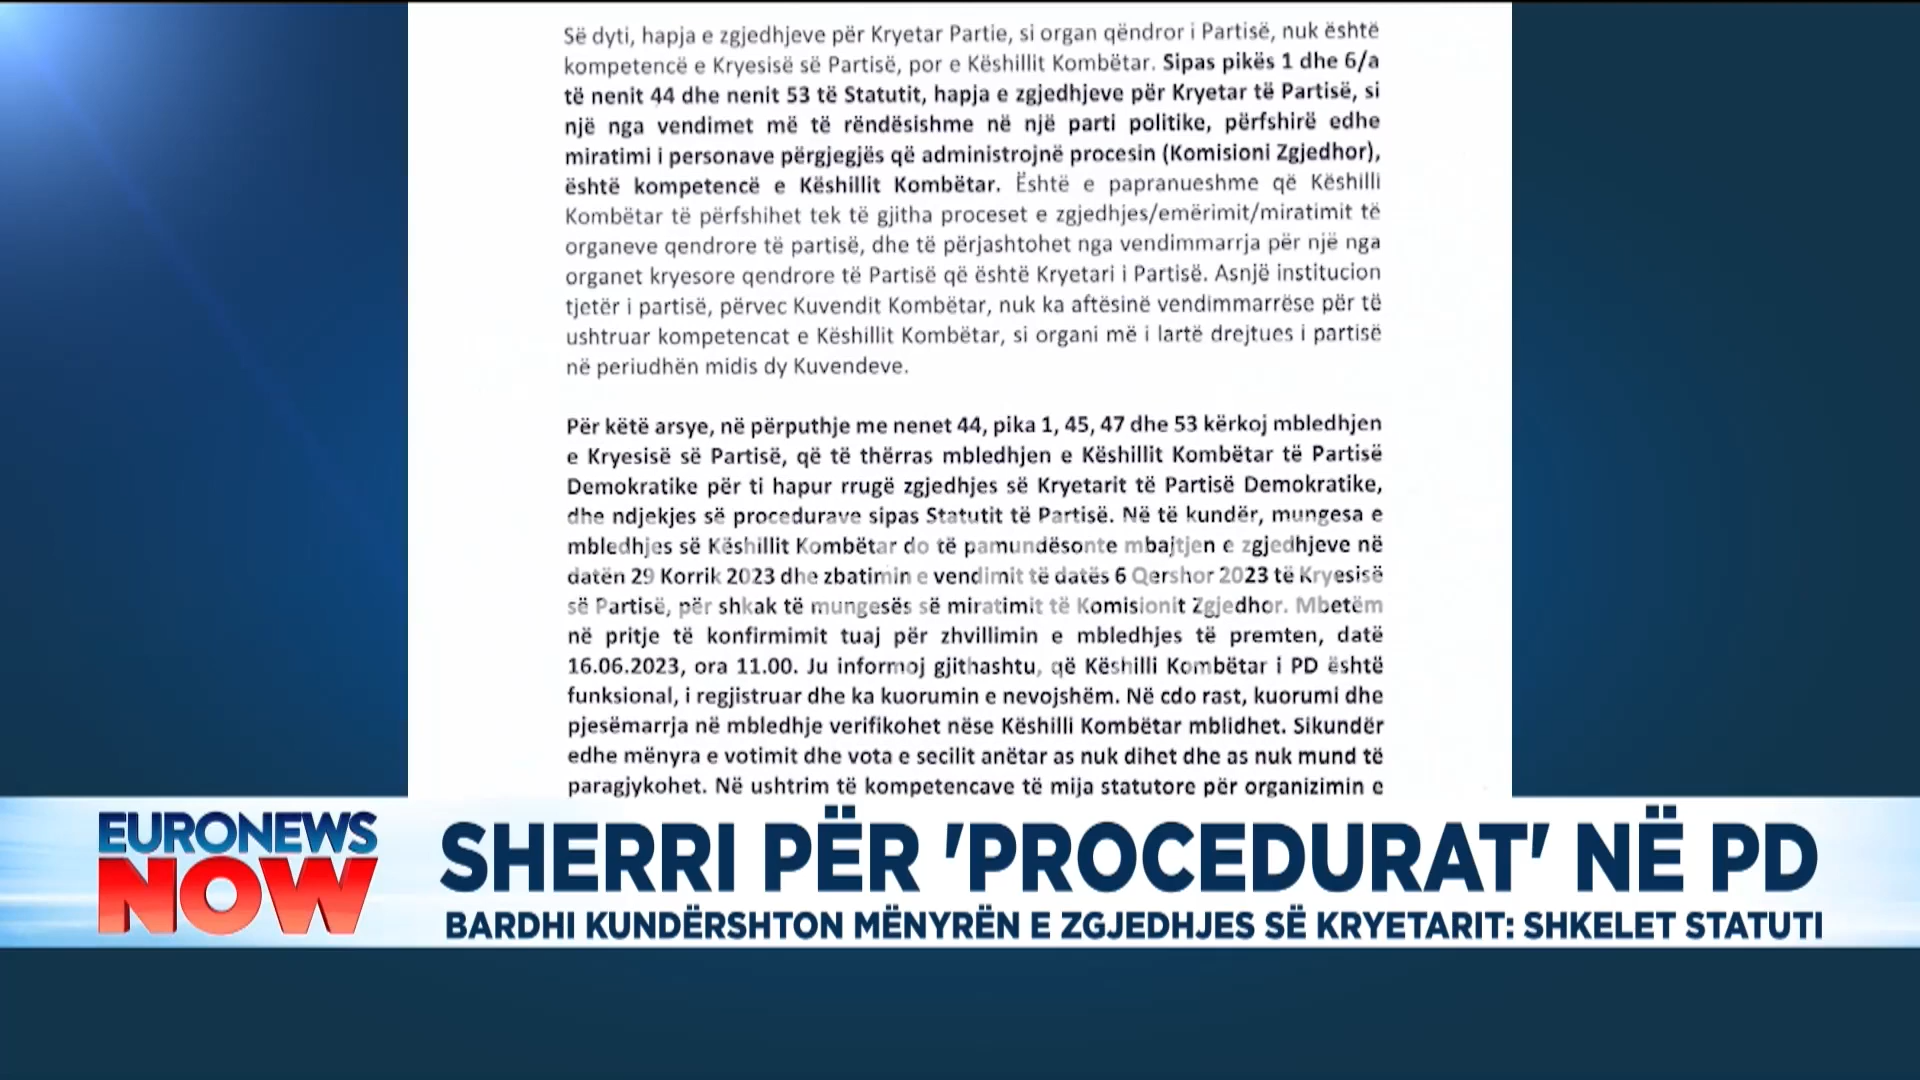 Së dyti, hapja e zgjedhjeve për Kryetar Partie, si organ qëndror i Partisë, nuk është
kompetencë e Kryesisë së Partisë, por e Këshillit Kombëtar. Sipas pikës 1 dhe 6/a
të nenit 44 dhe nenit 53 të Statutit, hapja e zgjedhjeve për Kryetar të Partisë, si
një nga vendimet më të rëndësishme në një parti politike, përfshirë edhe
miratimi i personave përgjegjës që administrojnë procesin (Komisioni Zgjedhor),
është kompetencë e Këshillit Kombëtar. Është e papranueshme që Këshilli
Kombëtar të përfshihet tek të gjitha proceset e zgjedhjes/emërimit/miratimit të
organeve qendrore të partisë, dhe të përjashtohet nga vendimmarrja për një nga
organet kryesore qendrore të Partisë që është Kryetari i Partisë. Asnjë institucion
tjetër i partisë, përvec Kuvendit Kombëtar, nuk ka aftësinë vendimmarrëse për të
ushtruar kompetencat e Këshillit Kombëtar, si organi më i lartë drejtues i partisë
në periudhën midis dy Kuvendeve.
Për këtë arsye, në përputhje me nenet 44, pika 1, 45, 47 dhe 53 kërkoj mbledhjen
e Kryesisë së Partisë, që të thërras mbledhjen e Këshillit Kombëtar të Partisë
Demokratike për ti hapur rrugë zgjedhjes së Kryetarit të Partisë Demokratike,
dhe ndjekjes së procedurave sipas Statutit të Partisë. Në të kundër, mungesa e
mbledhjes së Këshillit Kombëtar do të pamundësonte mbajtjen e zgjedhjeve në
datën 29 Korrik 2023 dhe zbatimin e vendimit të datës 6 Qershor 2023 të Kryesisë
së Partisë, për shkak të mungesës së miratimit të Komisionit Zgjedhor. Mbetëm
në pritje të konfirmimit tuaj për zhvillimin e mbledhjes të premten, datë
16.06.2023, ora 11.00. Ju informoj gjithashtu, që Këshilli Kombëtar i PD është
funksional, i regjistruar dhe ka kuorumin e nevojshëm. Në cdo rast, kuorumi dhe
pjesëmarrja në mbledhje verifikohet nëse Këshilli Kombëtar mblidhet. Sikundër
edhe mënyra e votimit dhe vota e secilit anëtar as nuk dihet dhe as nuk mund të
paragjykohet. Në ushtrim të kompetencave të mija statutore për organizimin e
EURONEWS
NOW
SHERRI PËR 'PROCEDURAT' NË PD
BARDHI KUNDËRSHTON MËNYRËN E ZGJEDHJES SË KRYETARIT: SHKELET STATUTI